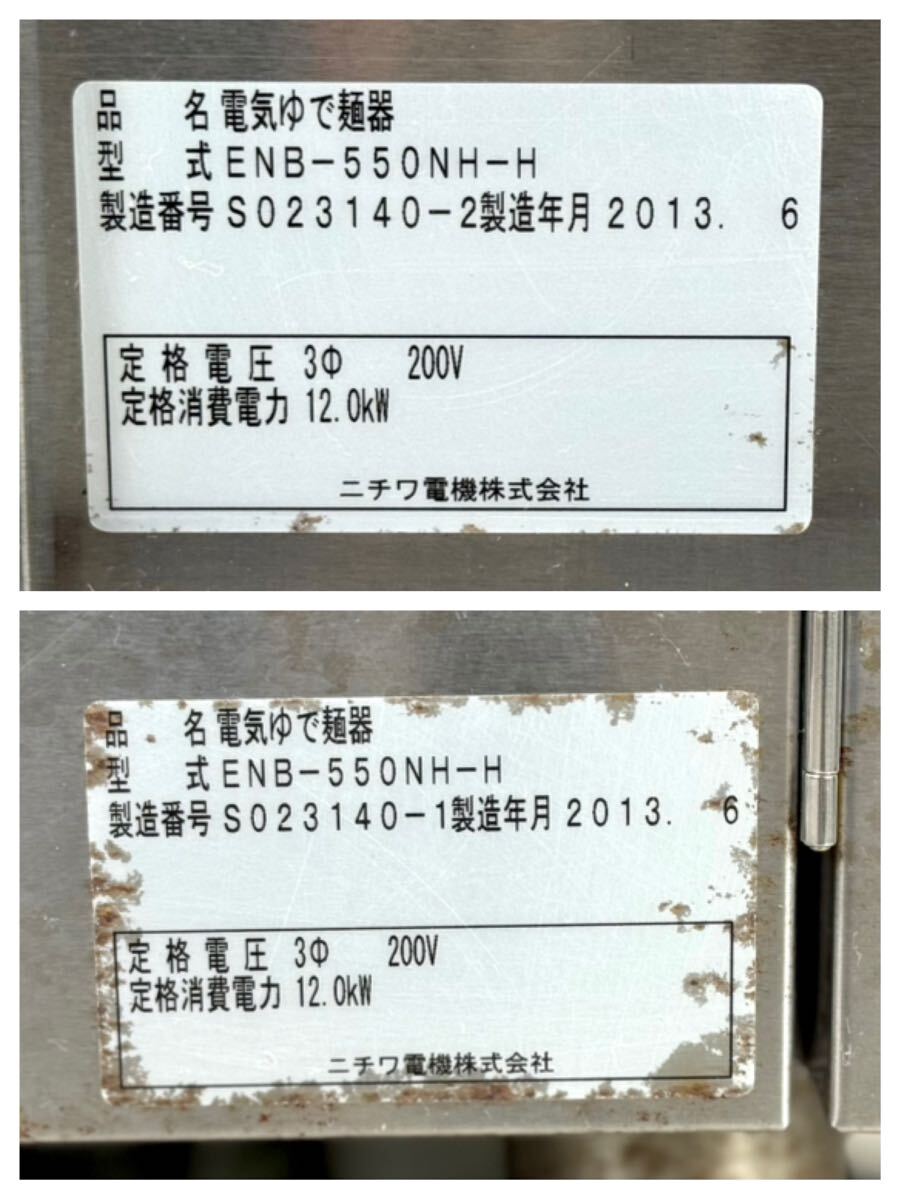 品 名 電気ゆで麺器
型 式 ENB-550NH-H
製造番号 S023140-2 製造年月 2013. 6
定格電圧 3Φ 200V
定格消費電力 12.0kW
ニチワ電機株式会社
品 名 電気ゆで麺器
型 式 ENB-550NH-H
製造番号 S023140-1 製造年月 2013. 6
定格電圧 3Φ 200V
定格消費電力 12.0kW
ニチワ電機株式会社